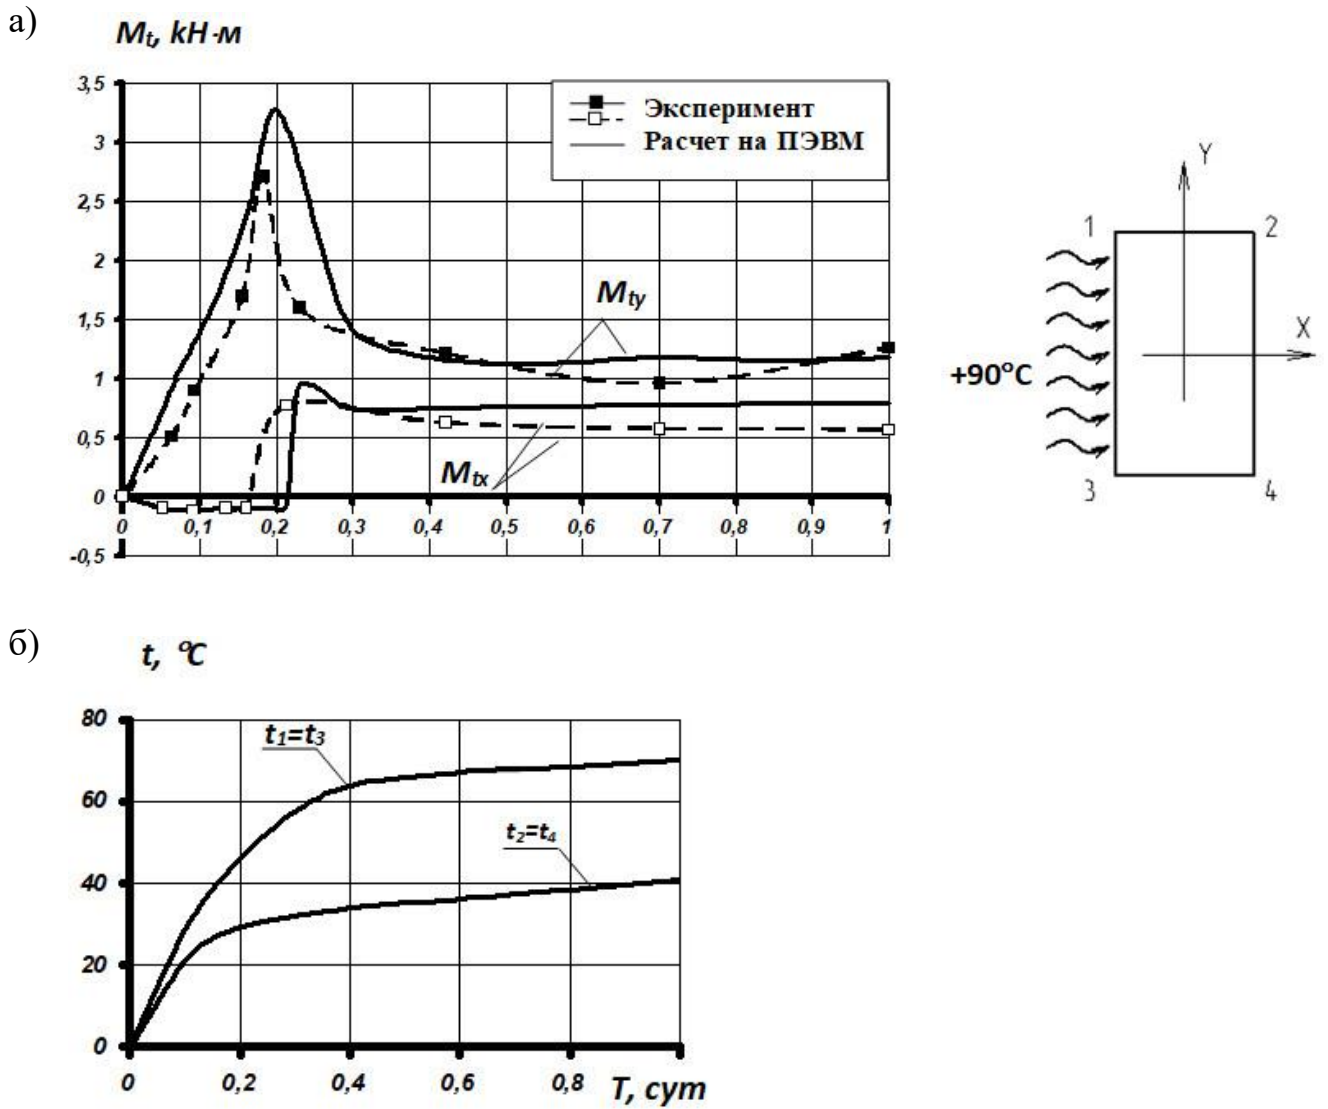 а)
Mt, kН·м
3,5
3
2,5
2
1,5
1
0,5
0
-0,5
Эксперимент
Расчет на ПЭВМ
Mty
Mtx
0 0,1 0,2 0,3 0,4 0,5 0,6 0,7 0,8 0,9 1
Y
1 2
X
+90°C
3 4
б)
t, °C
80
60
40
20
0
t1=t3
t2=t4
0 0,2 0,4 0,6 0,8 T, сут